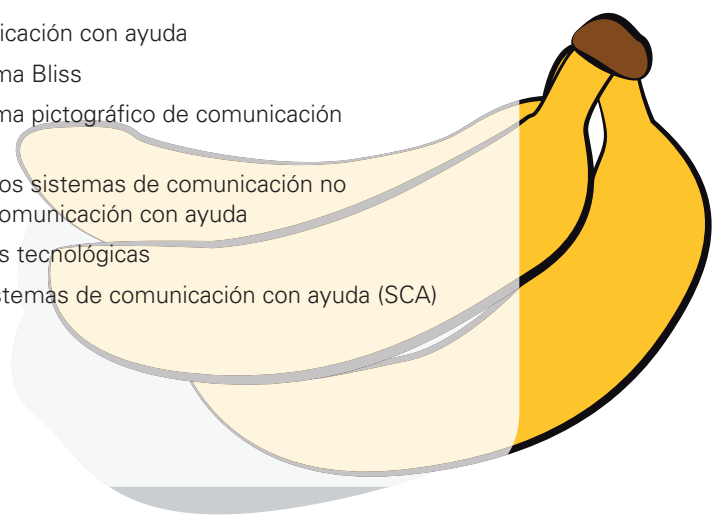 icación con ayuda
ma Bliss
ma pictográfico de comunicación
os sistemas de comunicación no
omunicación con ayuda
s tecnológicas
stemas de comunicación con ayuda (SCA)